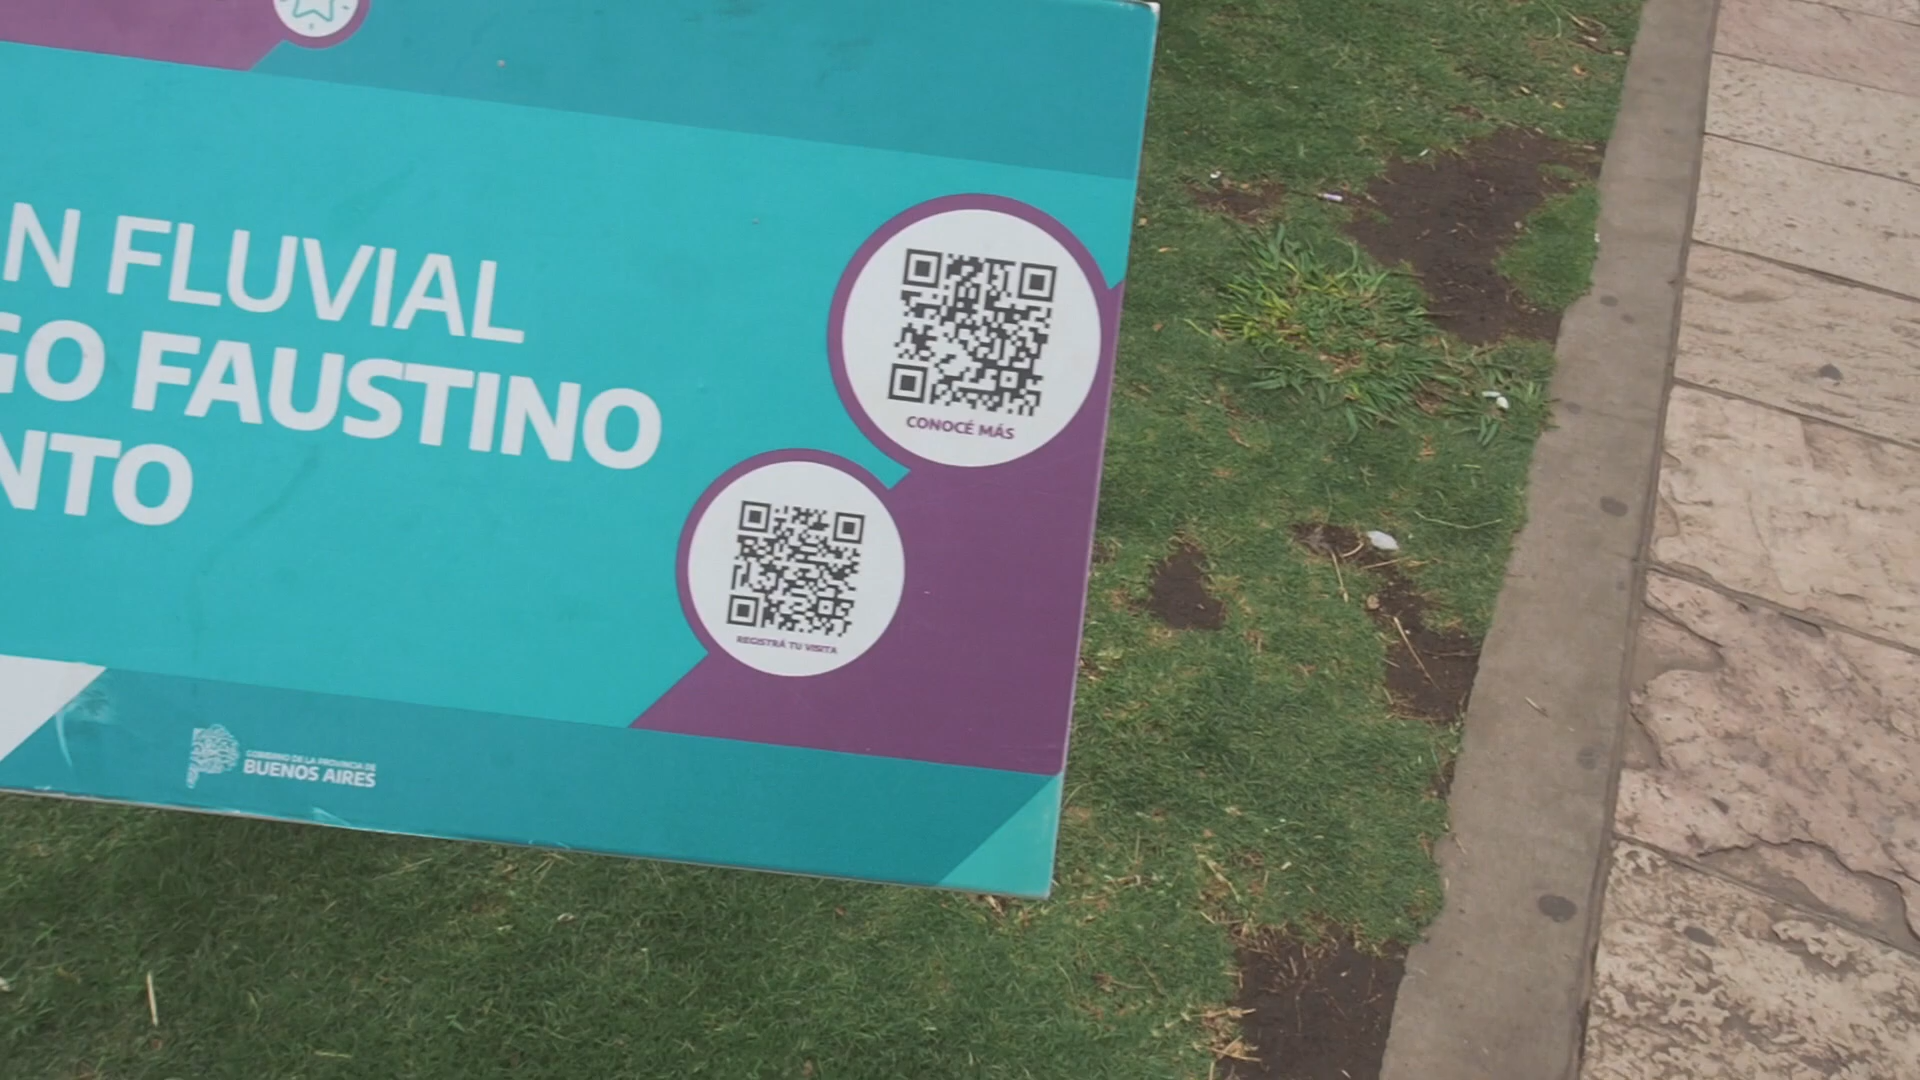 N FLUVIAL
GO FAUSTINO
NTO
CONOCÉ MÁS
REGISTRÁ TU VISITA
GOBIERNO DE LA PROVINCIA DE
BUENOS AIRES